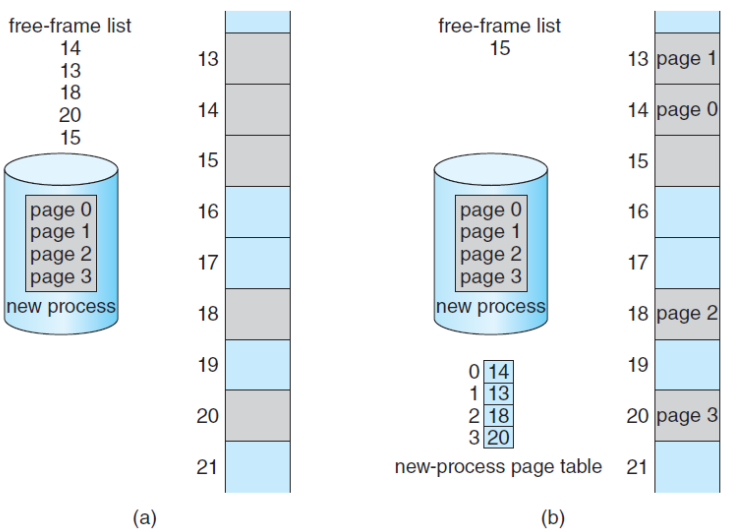 free-frame list
14
13
18
20
15
page 0
page 1
page 2
page 3
new process
13
14
15
16
17
18
19
20
21
(a)
free-frame list
15
page 0
page 1
page 2
page 3
new process
0 14
1 13
2 18
3 20
new-process page table
13 page 1
14 page 0
15
16
17
18 page 2
19
20 page 3
21
(b)